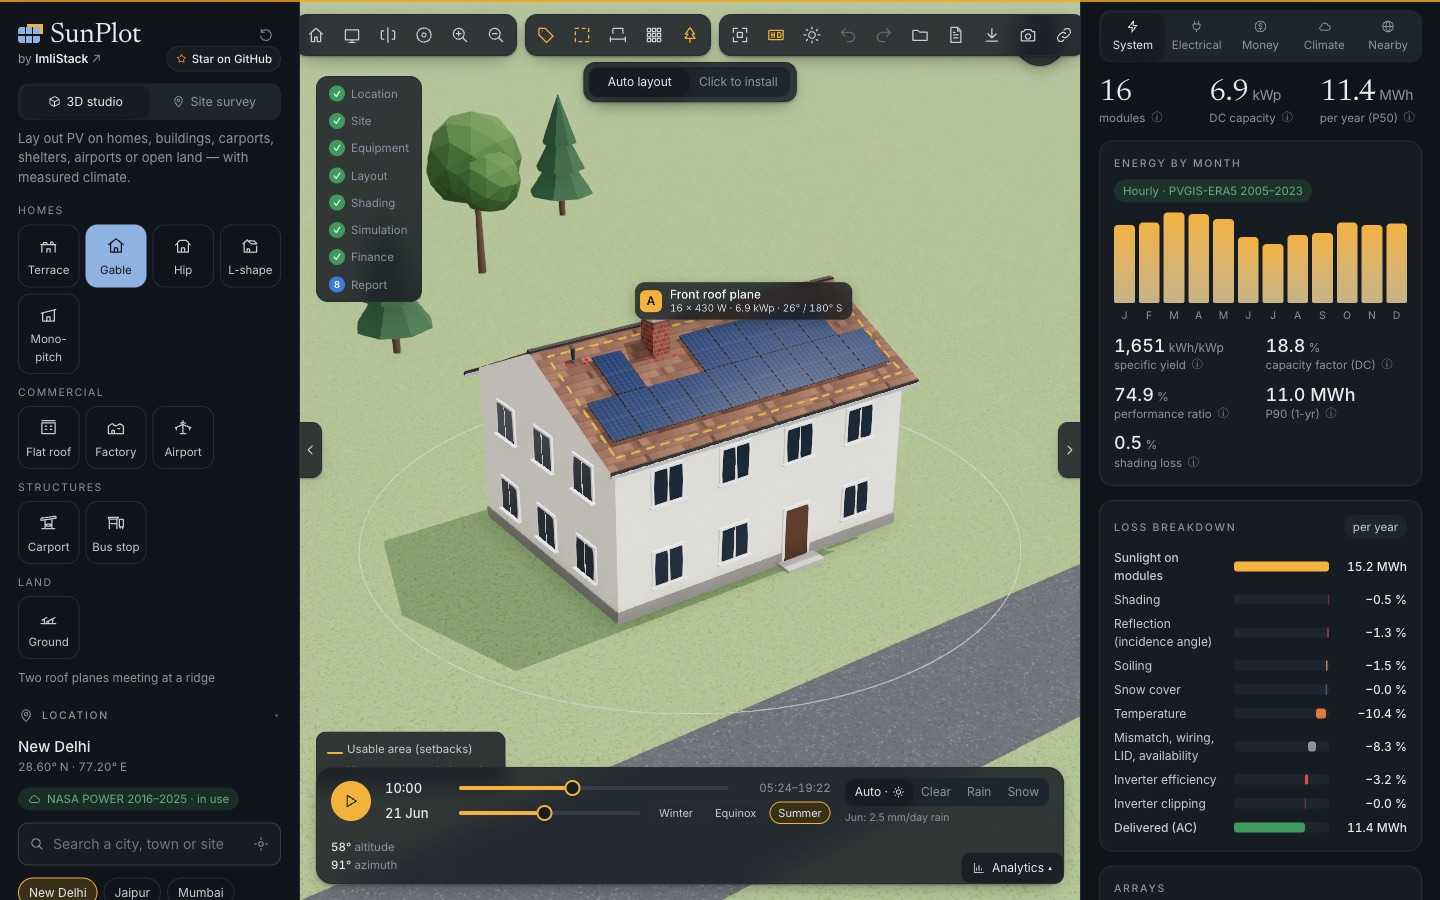 SunPlot
by ImliStack ↗
Star on GitHub
3D studio
Site survey
Lay out PV on homes, buildings, carports,
shelters, airports or open land — with
measured climate.
HOMES
Terrace
Gable
Hip
L-shape
Mono-
pitch
COMMERCIAL
Flat roof
Factory
Airport
STRUCTURES
Carport
Bus stop
LAND
Ground
Two roof planes meeting at a ridge
LOCATION
New Delhi
28.60° N · 77.20° E
NASA POWER 2016–2025 · in use
Search a city, town or site
New Delhi
Jaipur
Mumbai
HD
Auto layout
Click to install
Location
Site
Equipment
Layout
Shading
Simulation
Finance
8 Report
A
Front roof plane
16 × 430 W · 6.9 kWp · 26° / 180° S
Usable area (setbacks)
10:00
05:24–19:22
21 Jun
Winter
Equinox
Summer
Auto ·
Clear
Rain
Snow
Jun: 2.5 mm/day rain
58° altitude
91° azimuth
Analytics
System
Electrical
Money
Climate
Nearby
16
modules
6.9 kWp
DC capacity
11.4 MWh
per year (P50)
ENERGY BY MONTH
Hourly · PVGIS-ERA5 2005–2023
J F M A M J J A S O N D
1,651 kWh/kWp
specific yield
18.8 %
capacity factor (DC)
74.9 %
performance ratio
11.0 MWh
P90 (1-yr)
0.5 %
shading loss
LOSS BREAKDOWN
per year
Sunlight on
modules
15.2 MWh
Shading
−0.5 %
Reflection
(incidence angle)
−1.3 %
Soiling
−1.5 %
Snow cover
−0.0 %
Temperature
−10.4 %
Mismatch, wiring,
LID, availability
−8.3 %
Inverter efficiency
−3.2 %
Inverter clipping
−0.0 %
Delivered (AC)
11.4 MWh
ARRAYS